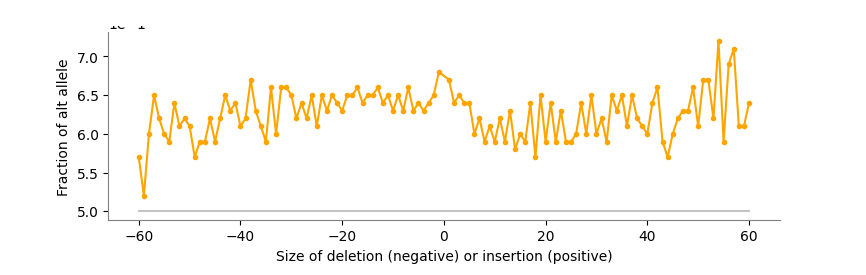 7.0
6.5
6.0
5.5
5.0
Fraction of alt allele
−60 −40 −20 0 20 40 60
Size of deletion (negative) or insertion (positive)